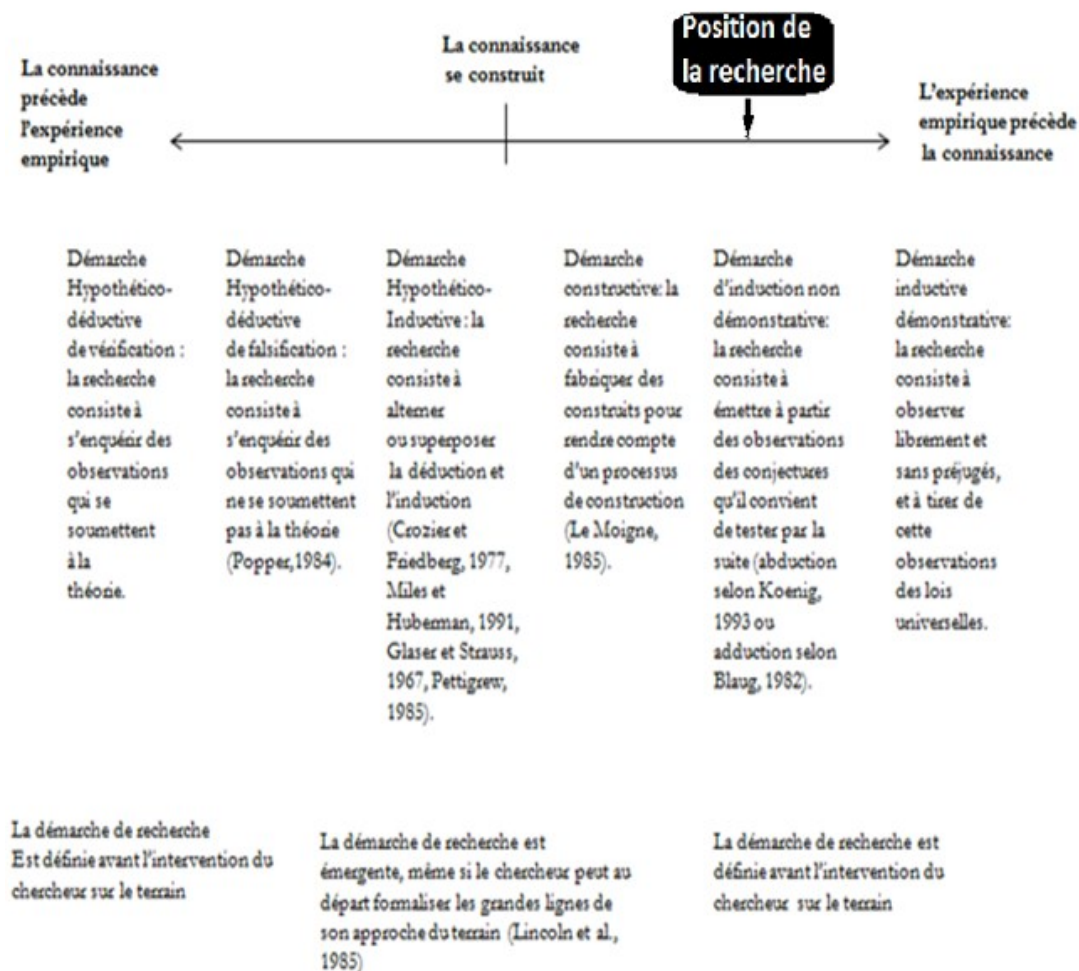 La connaissance
précède
l'expérience
empirique
La connaissance
se construit
Position de
la recherche
L'expérience
empirique précède
la connaissance
Démarche
Hypothético-
déductive
de vérification :
la recherche
consiste à
s'enquérir des
observations
qui se
soumettent
à la
théorie.
Démarche
Hypothético-
déductive
de falsification :
la recherche
consiste à
s'enquérir des
observations qui
ne se soumettent
pas à la théorie
(Popper,1984).
Démarche
Hypothético-
Inductive : la
recherche
consiste à
alterner
ou superposer
la déduction et
l'induction
(Crozier et
Friedberg, 1977,
Miles et
Huberman, 1991,
Glaser et Strauss,
1967, Pettigrew,
1985).
Démarche
constructive: la
recherche
consiste à
fabriquer des
construits pour
rendre compte
d'un processus
de construction
(Le Moigne,
1985).
Démarche
d'induction non
démonstrative:
la recherche
consiste à
émettre à partir
des observations
des conjectures
qu'il convient
de tester par la
suite (abduction
selon Koenig,
1993 ou
adduction selon
Blaug, 1982).
Démarche
inductive
démonstrative:
la recherche
consiste à
observer
librement et
sans préjugés,
et à tirer de
cette
observations
des lois
universelles.
La démarche de recherche
Est définie avant l'intervention du
chercheur sur le terrain
La démarche de recherche est
émergente, même si le chercheur peut au
départ formaliser les grandes lignes de
son approche du terrain (Lincoln et al.,
1985)
La démarche de recherche est
définie avant l'intervention du
chercheur sur le terrain